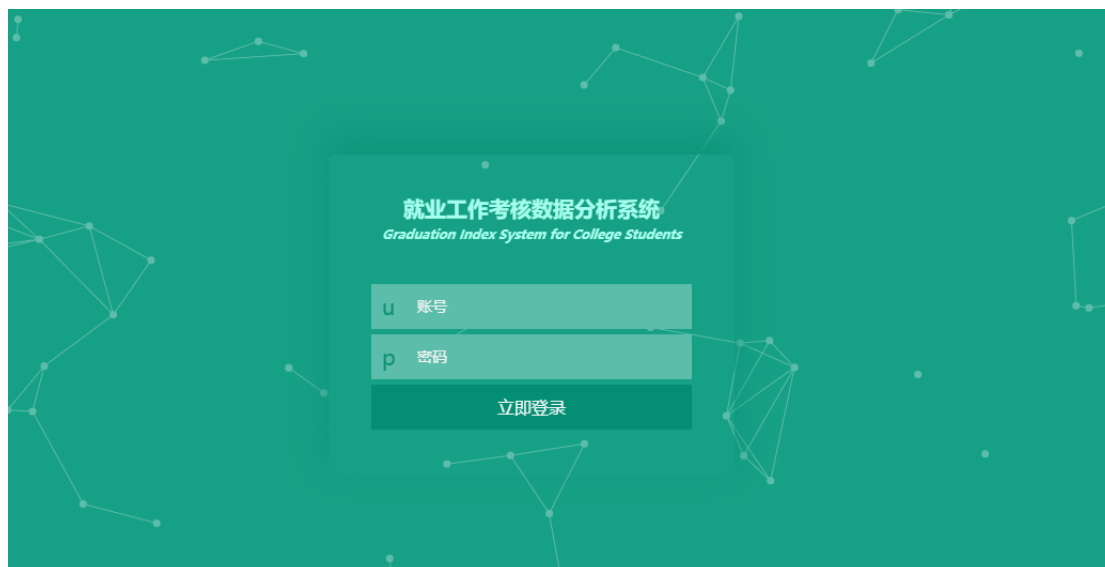 就业工作考核数据分析系统
Graduation Index System for College Students
u 账号
p 密码
立即登录